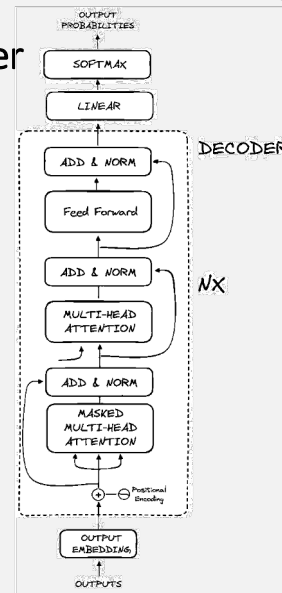 OUTPUT
PROBABILITIES
er
SOFTMAX
LINEAR
DECODER
ADD & NORM
Feed Forward
ADD & NORM
NX
MULTI-HEAD
ATTENTION
ADD & NORM
MASKED
MULTI-HEAD
ATTENTION
Positional
Encoding
OUTPUT
EMBEDDING
OUTPUTS